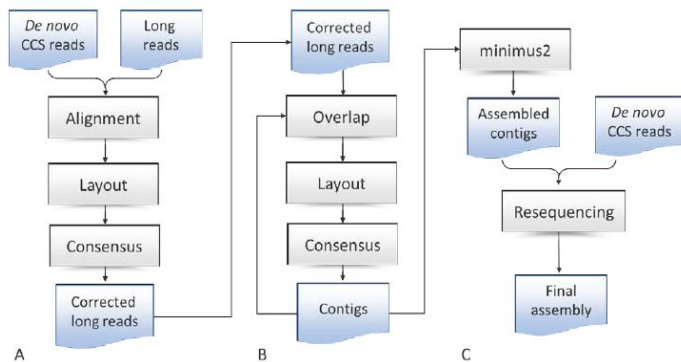 De novo
CCS reads
Long
reads
Alignment
Layout
Consensus
Corrected
long reads
A
Corrected
long reads
Overlap
Layout
Consensus
Contigs
B
minimus2
Assembled
contigs
De novo
CCS reads
Resequencing
Final
assembly
C